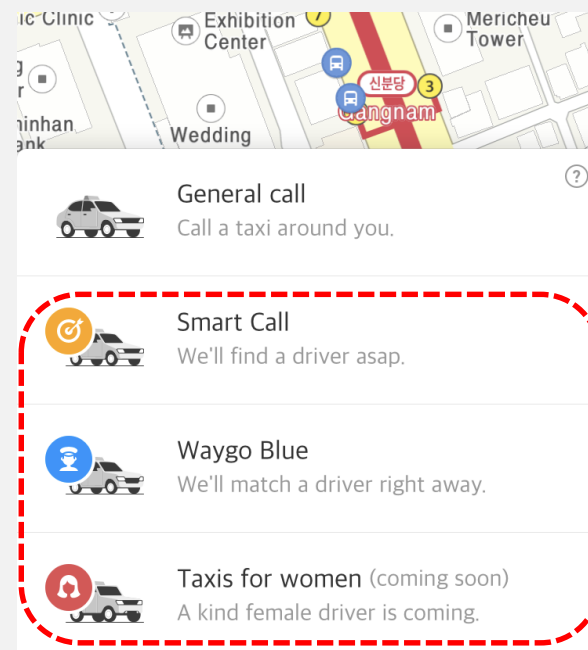 ic Clinic
Exhibition
Center
7
Mericheu
Tower
신분당
3
Gangnam
Wedding
ank
?
General call
Call a taxi around you.
Smart Call
We'll find a driver asap.
Waygo Blue
We'll match a driver right away.
Taxis for women (coming soon)
A kind female driver is coming.